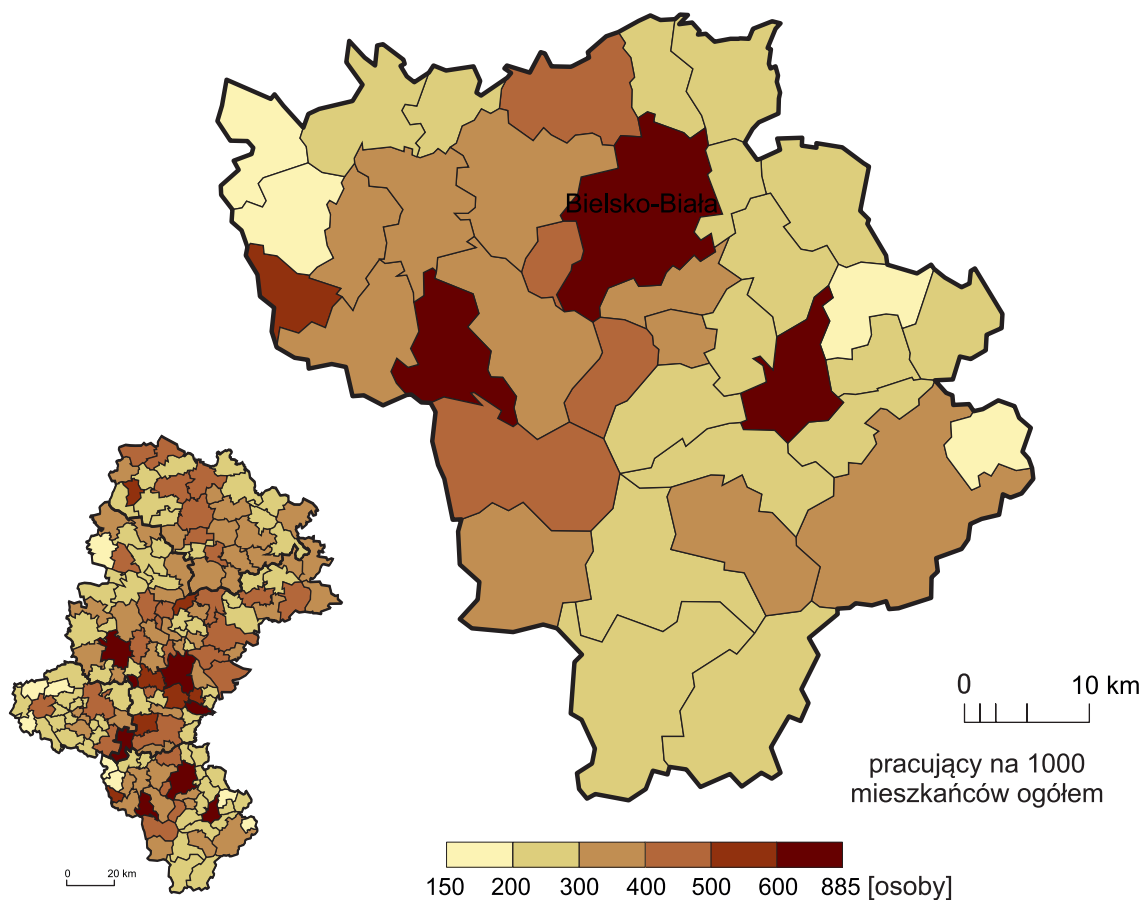 Bielsko-Biała
0 10 km
pracujący na 1000
mieszkańców ogółem
0 20 km
150 200 300 400 500 600 885 [osoby]